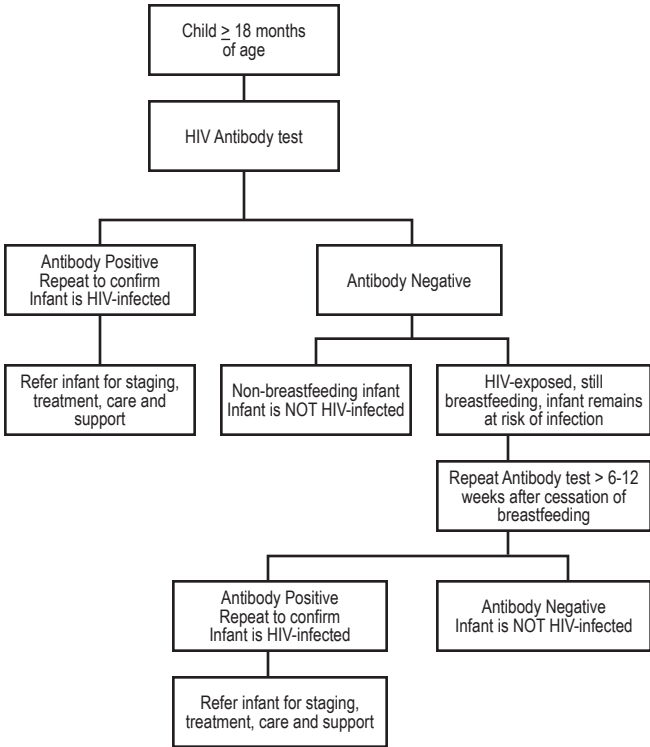 Child ≥ 18 months
of age
HIV Antibody test
Antibody Positive
Repeat to confirm
Infant is HIV-infected
Antibody Negative
Refer infant for staging,
treatment, care and
support
Non-breastfeeding infant
Infant is NOT HIV-infected
HIV-exposed, still
breastfeeding, infant remains
at risk of infection
Repeat Antibody test > 6-12
weeks after cessation of
breastfeeding
Antibody Positive
Repeat to confirm
Infant is HIV-infected
Antibody Negative
Infant is NOT HIV-infected
Refer infant for staging,
treatment, care and support